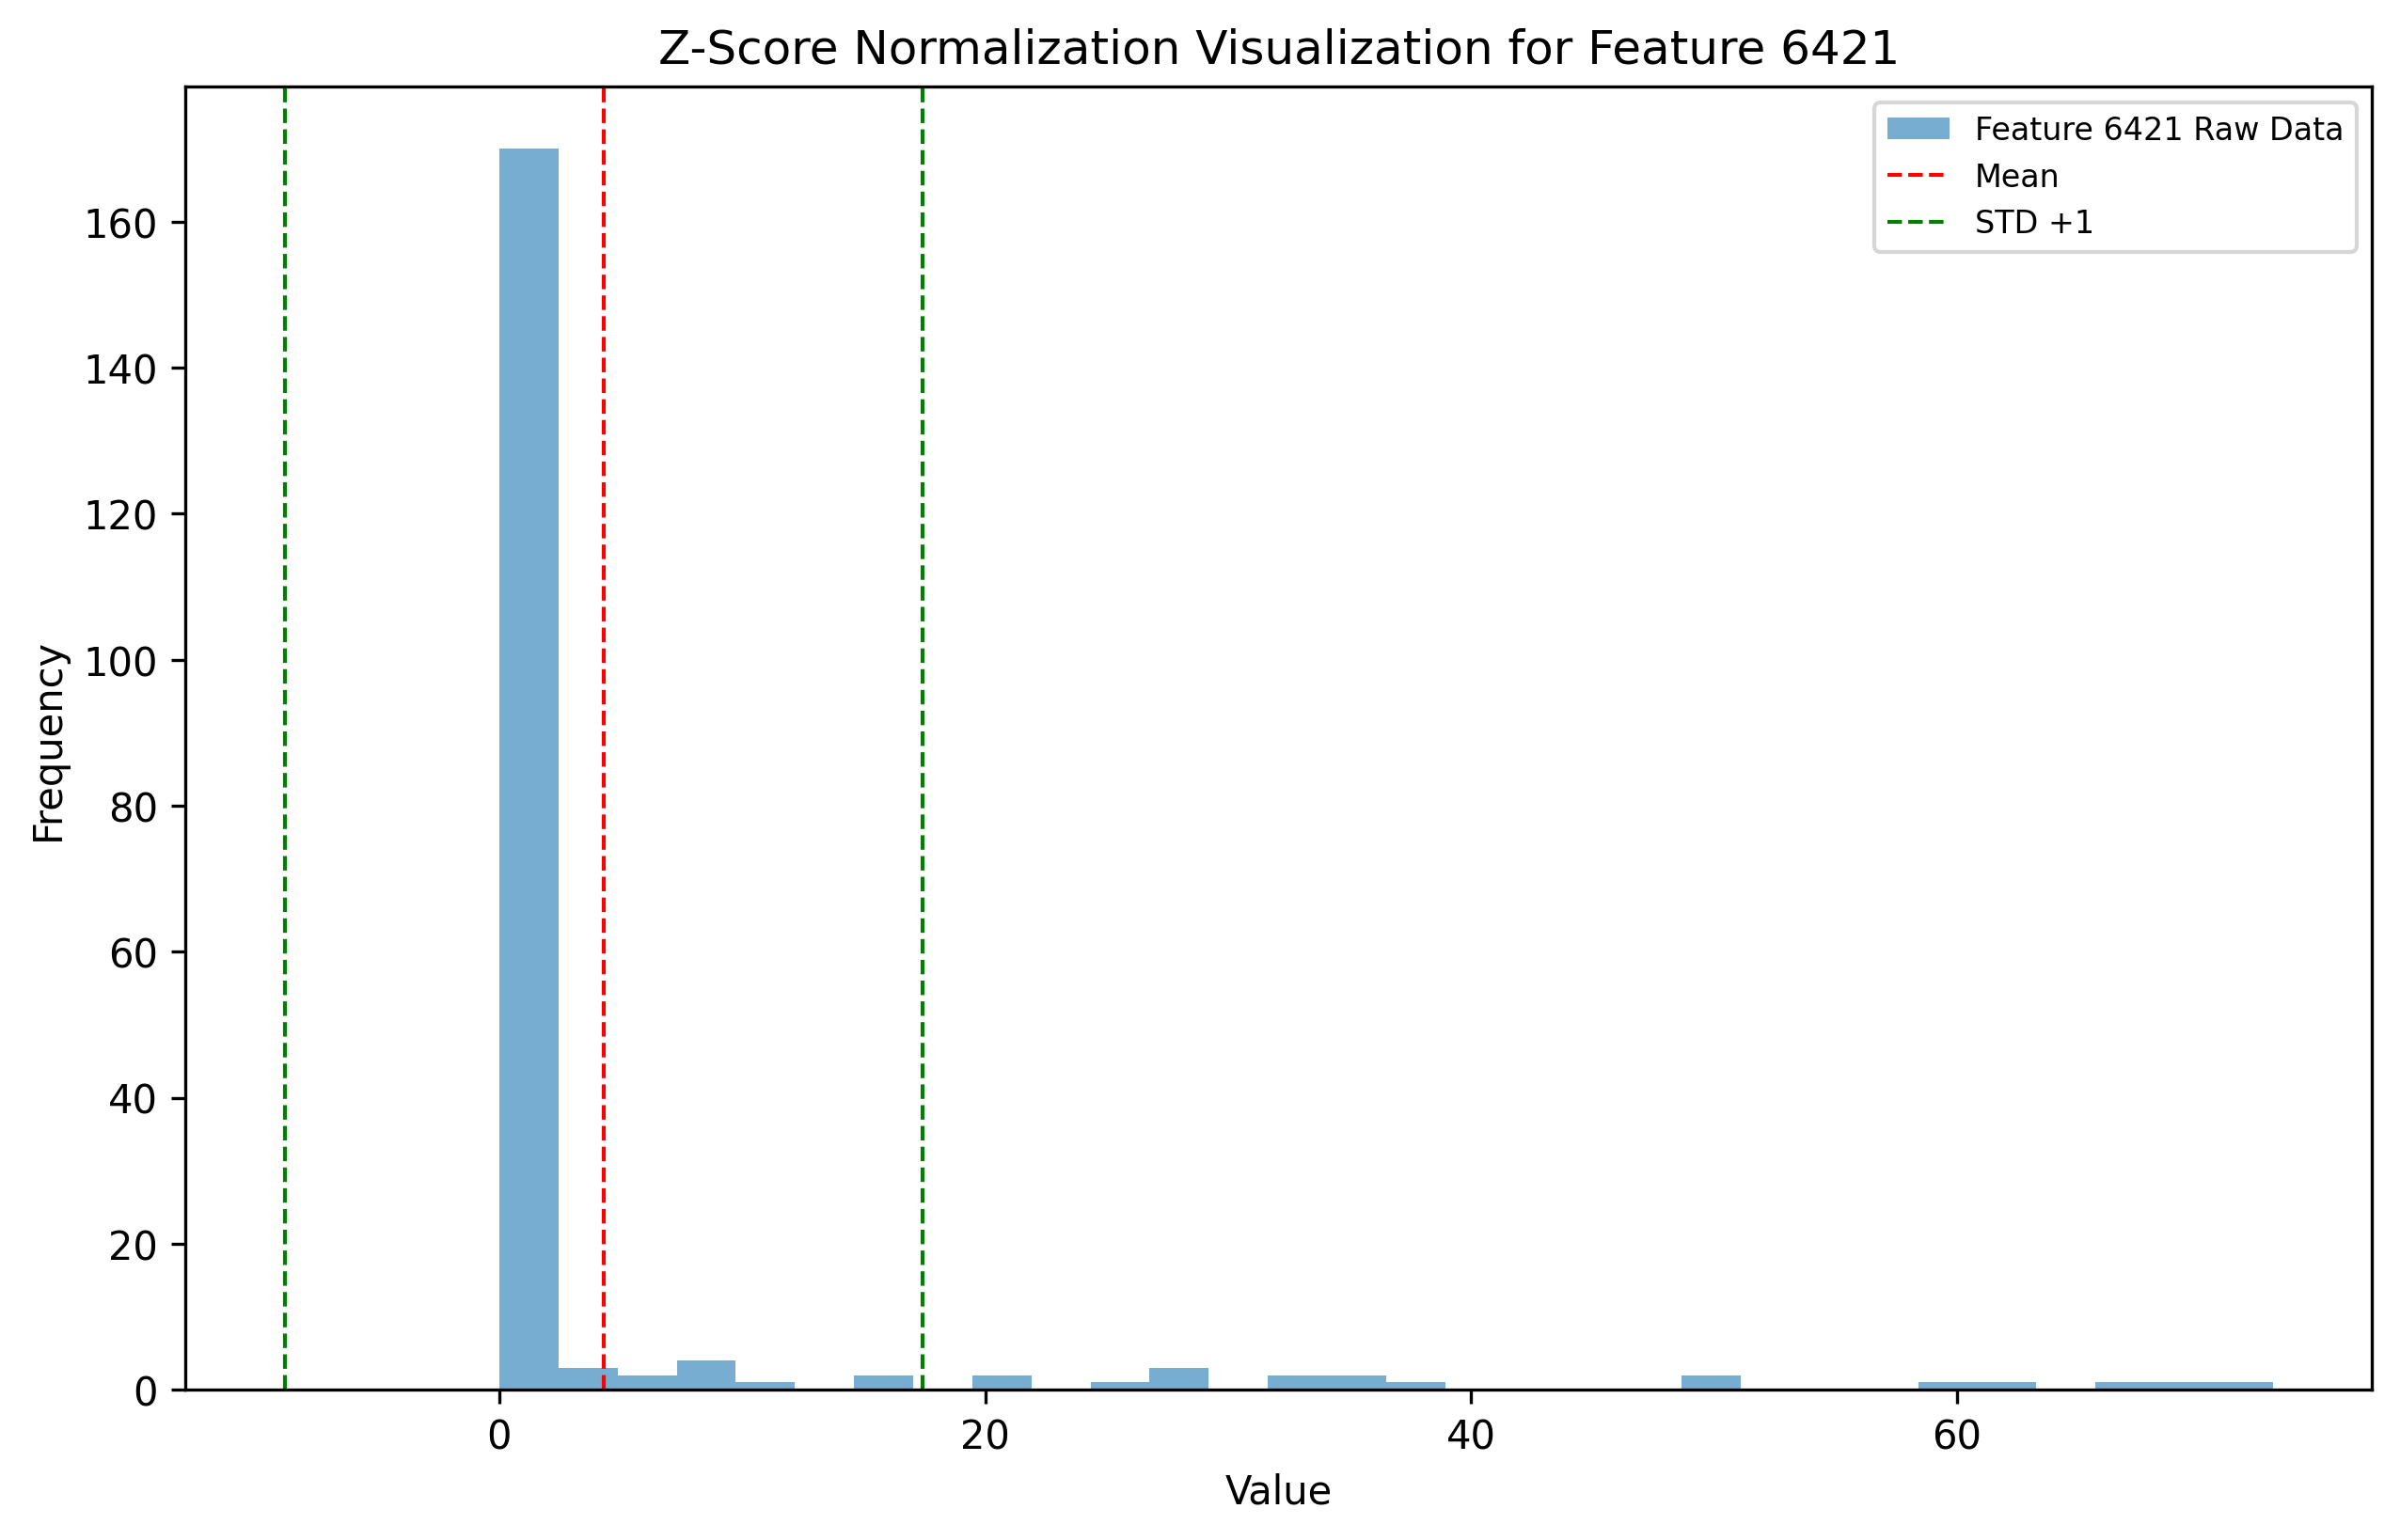 Z-Score Normalization Visualization for Feature 6421
Feature 6421 Raw Data
Mean
STD +1
Frequency
160
140
120
100
80
60
40
20
0
0 20 40 60
Value